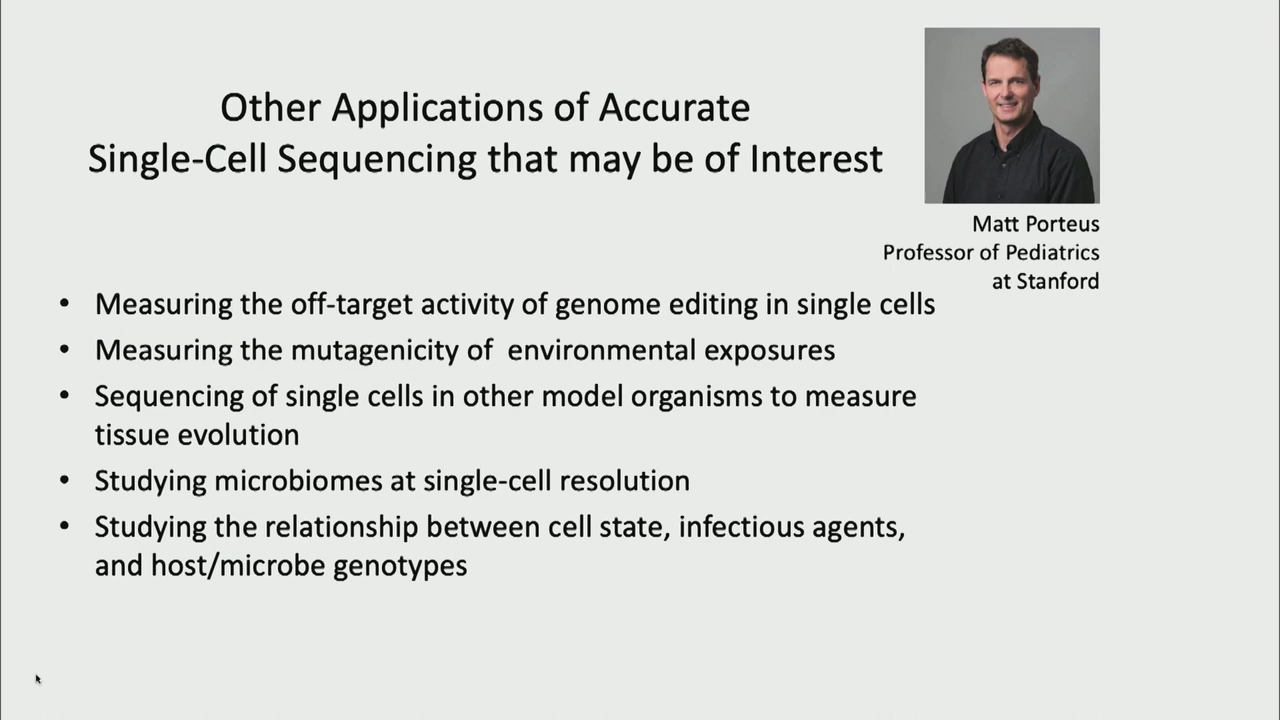 Other Applications of Accurate
Single-Cell Sequencing that may be of Interest
Matt Porteus
Professor of Pediatrics
at Stanford
• Measuring the off-target activity of genome editing in single cells
• Measuring the mutagenicity of  environmental exposures
• Sequencing of single cells in other model organisms to measure
tissue evolution
• Studying microbiomes at single-cell resolution
• Studying the relationship between cell state, infectious agents,
and host/microbe genotypes